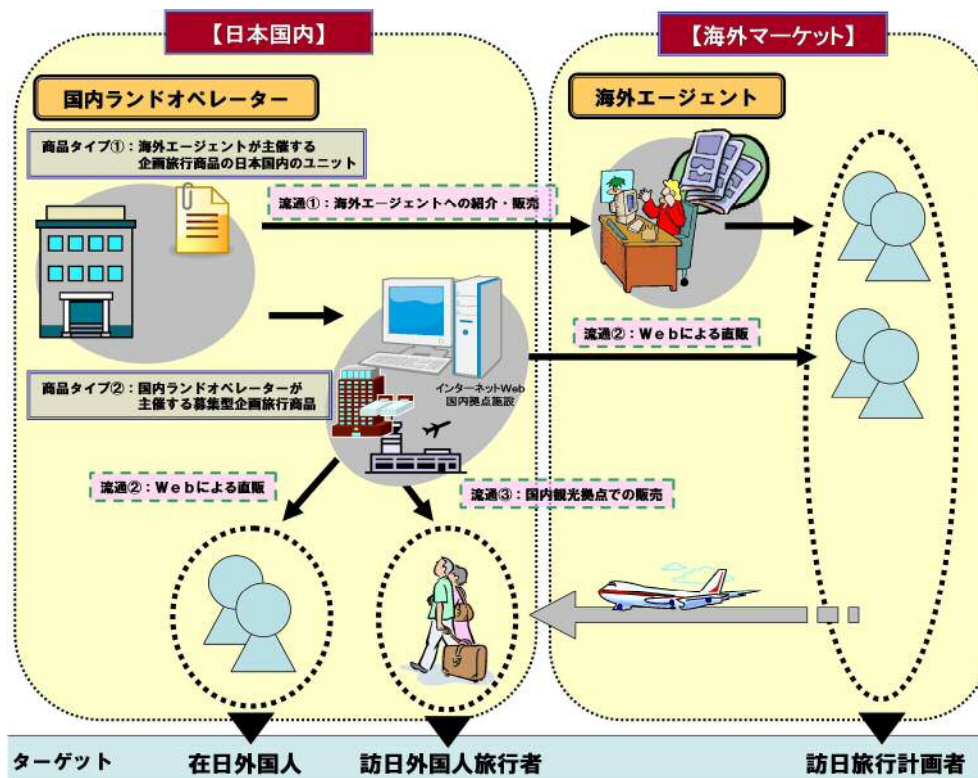 【日本国内】
【海外マーケット】
国内ランドオペレーター
海外エージェント
商品タイプ①:海外エージェントが主催する
企画旅行商品の日本国内のユニット
流通①:海外エージェントへの紹介・販売
流通②:Webによる直販
商品タイプ②:国内ランドオペレーターが
主催する募集型企画旅行商品
インターネットWeb
国内拠点施設
流通②:Webによる直販
流通③:国内観光拠点での販売
ターゲット
在日外国人
訪日外国人旅行者
訪日旅行計画者